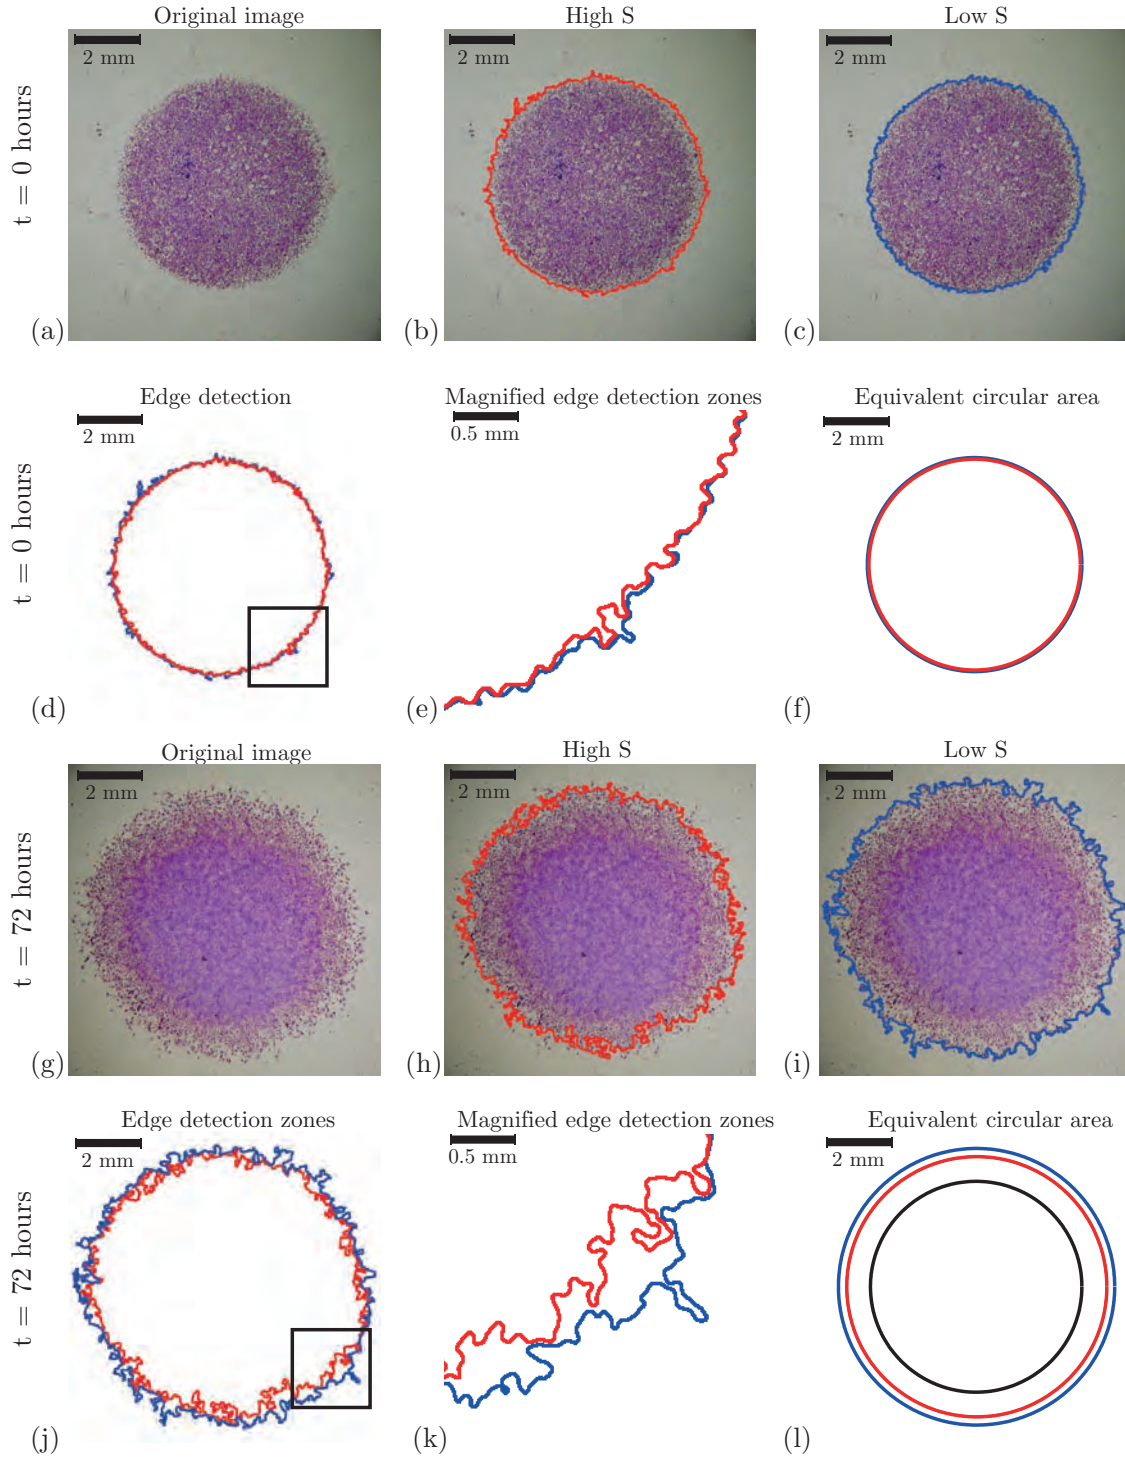 Original image
High S
Low S
t = 0 hours
2 mm
2 mm
2 mm
(a)
(b)
(c)
Edge detection
Magnified edge detection zones
Equivalent circular area
t = 0 hours
2 mm
0.5 mm
2 mm
(d)
(e)
(f)
Original image
High S
Low S
t = 72 hours
2 mm
2 mm
2 mm
(g)
(h)
(i)
Edge detection zones
Magnified edge detection zones
Equivalent circular area
t = 72 hours
2 mm
0.5 mm
2 mm
(j)
(k)
(l)